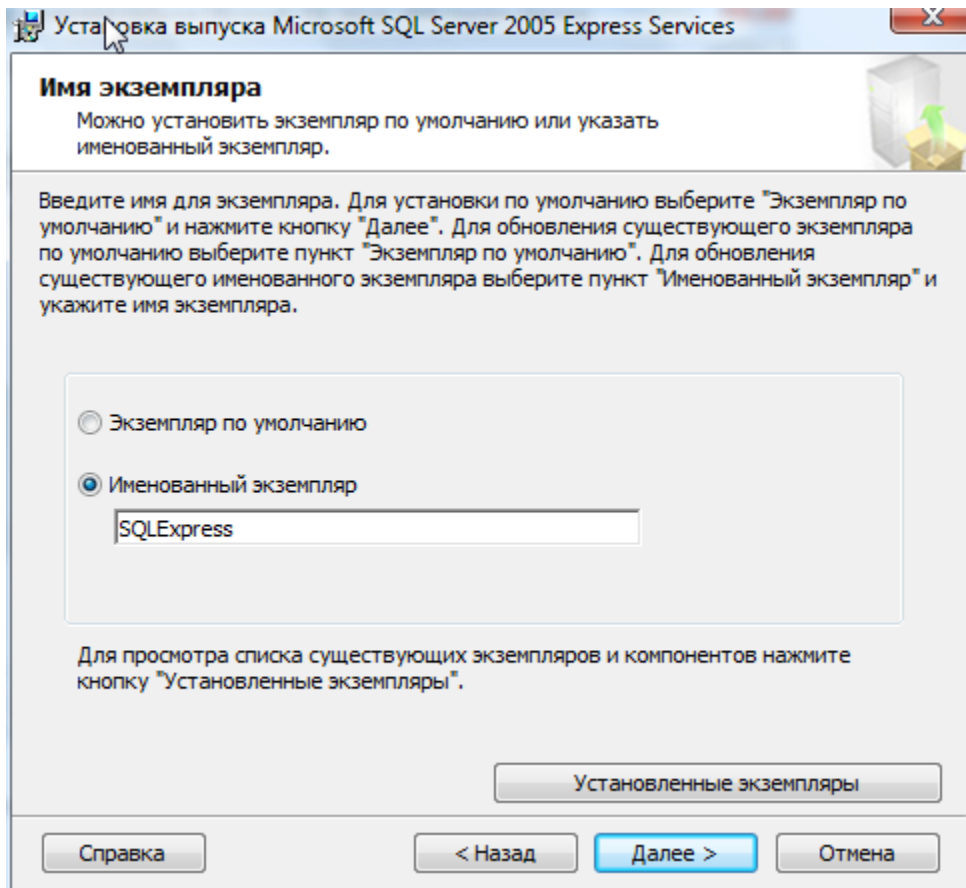 Установка выпуска Microsoft SQL Server 2005 Express Services
Имя экземпляра
Можно установить экземпляр по умолчанию или указать
именованный экземпляр.
Введите имя для экземпляра. Для установки по умолчанию выберите "Экземпляр по
умолчанию" и нажмите кнопку "Далее". Для обновления существующего экземпляра
по умолчанию выберите пункт "Экземпляр по умолчанию". Для обновления
существующего именованного экземпляра выберите пункт "Именованный экземпляр" и
укажите имя экземпляра.
Экземпляр по умолчанию
Именованный экземпляр
SQLExpress
Для просмотра списка существующих экземпляров и компонентов нажмите
кнопку "Установленные экземпляры".
Установленные экземпляры
Справка
< Назад
Далее >
Отмена